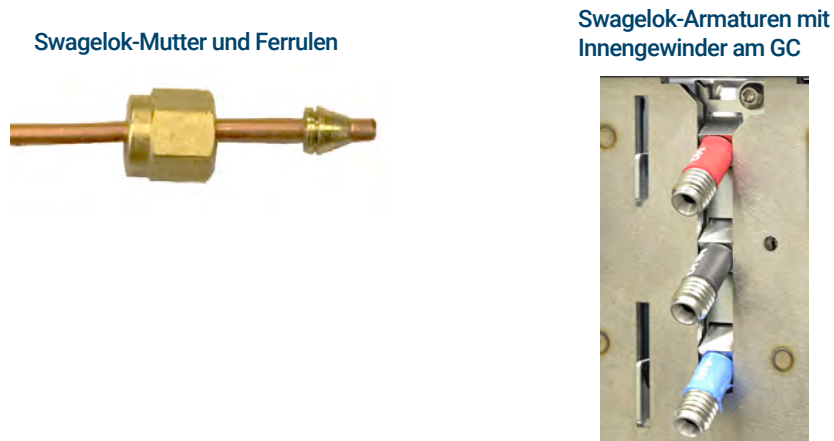 Swagelok-Mutter und Ferrulen
Swagelok-Armaturen mit
Innengewinder am GC